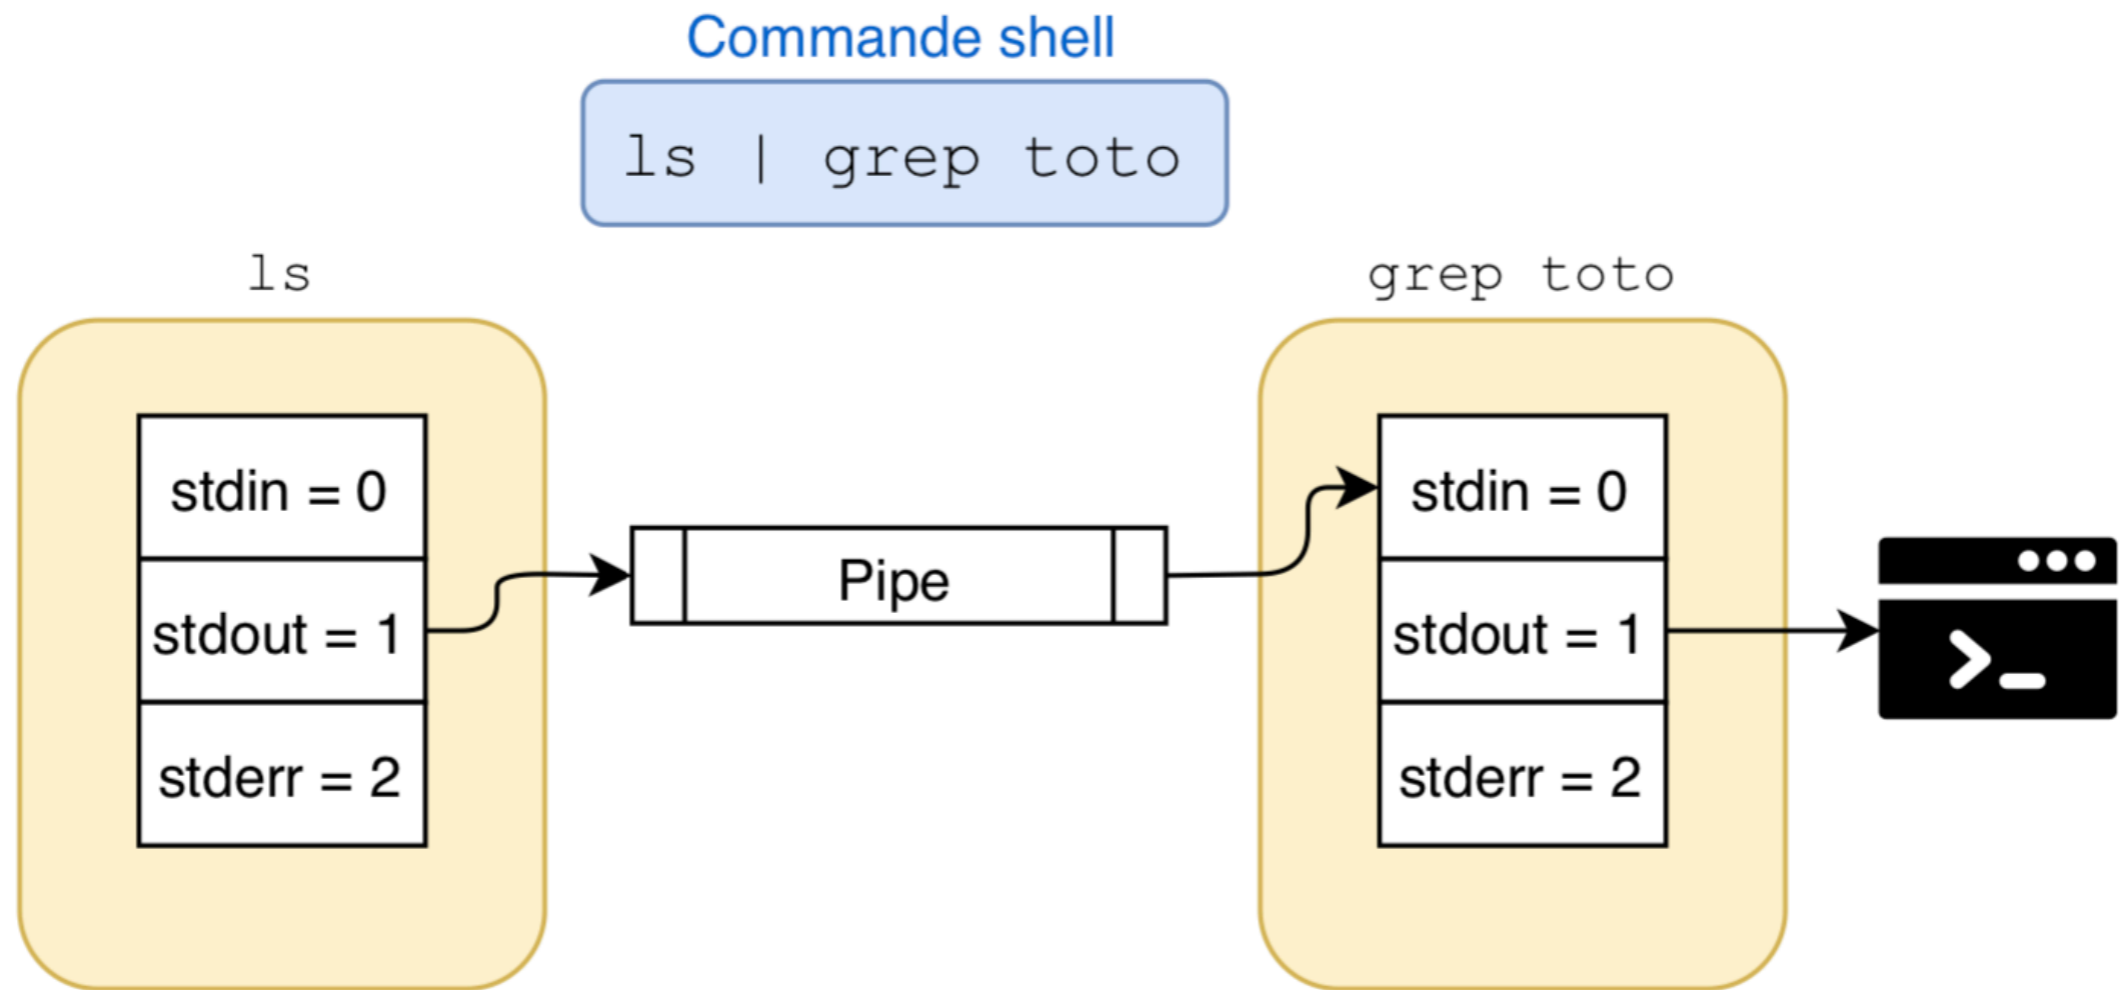 Commande shell
ls | grep toto
ls
grep toto
stdin = 0
stdout = 1
stderr = 2
Pipe
stdin = 0
stdout = 1
stderr = 2
>_